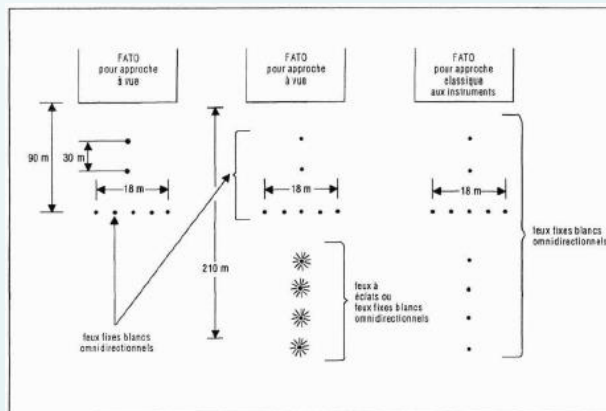 FATO
pour approche
à vue
FATO
pour approche
à vue
FATO
pour approche
classique
aux instruments
90 m
30 m
18 m
18 m
18 m
210 m
feux fixes blancs
omnidirectionnels
feux à
éclats ou
feux fixes blancs
omnidirectionnels
feux fixes blancs
omnidirectionnels